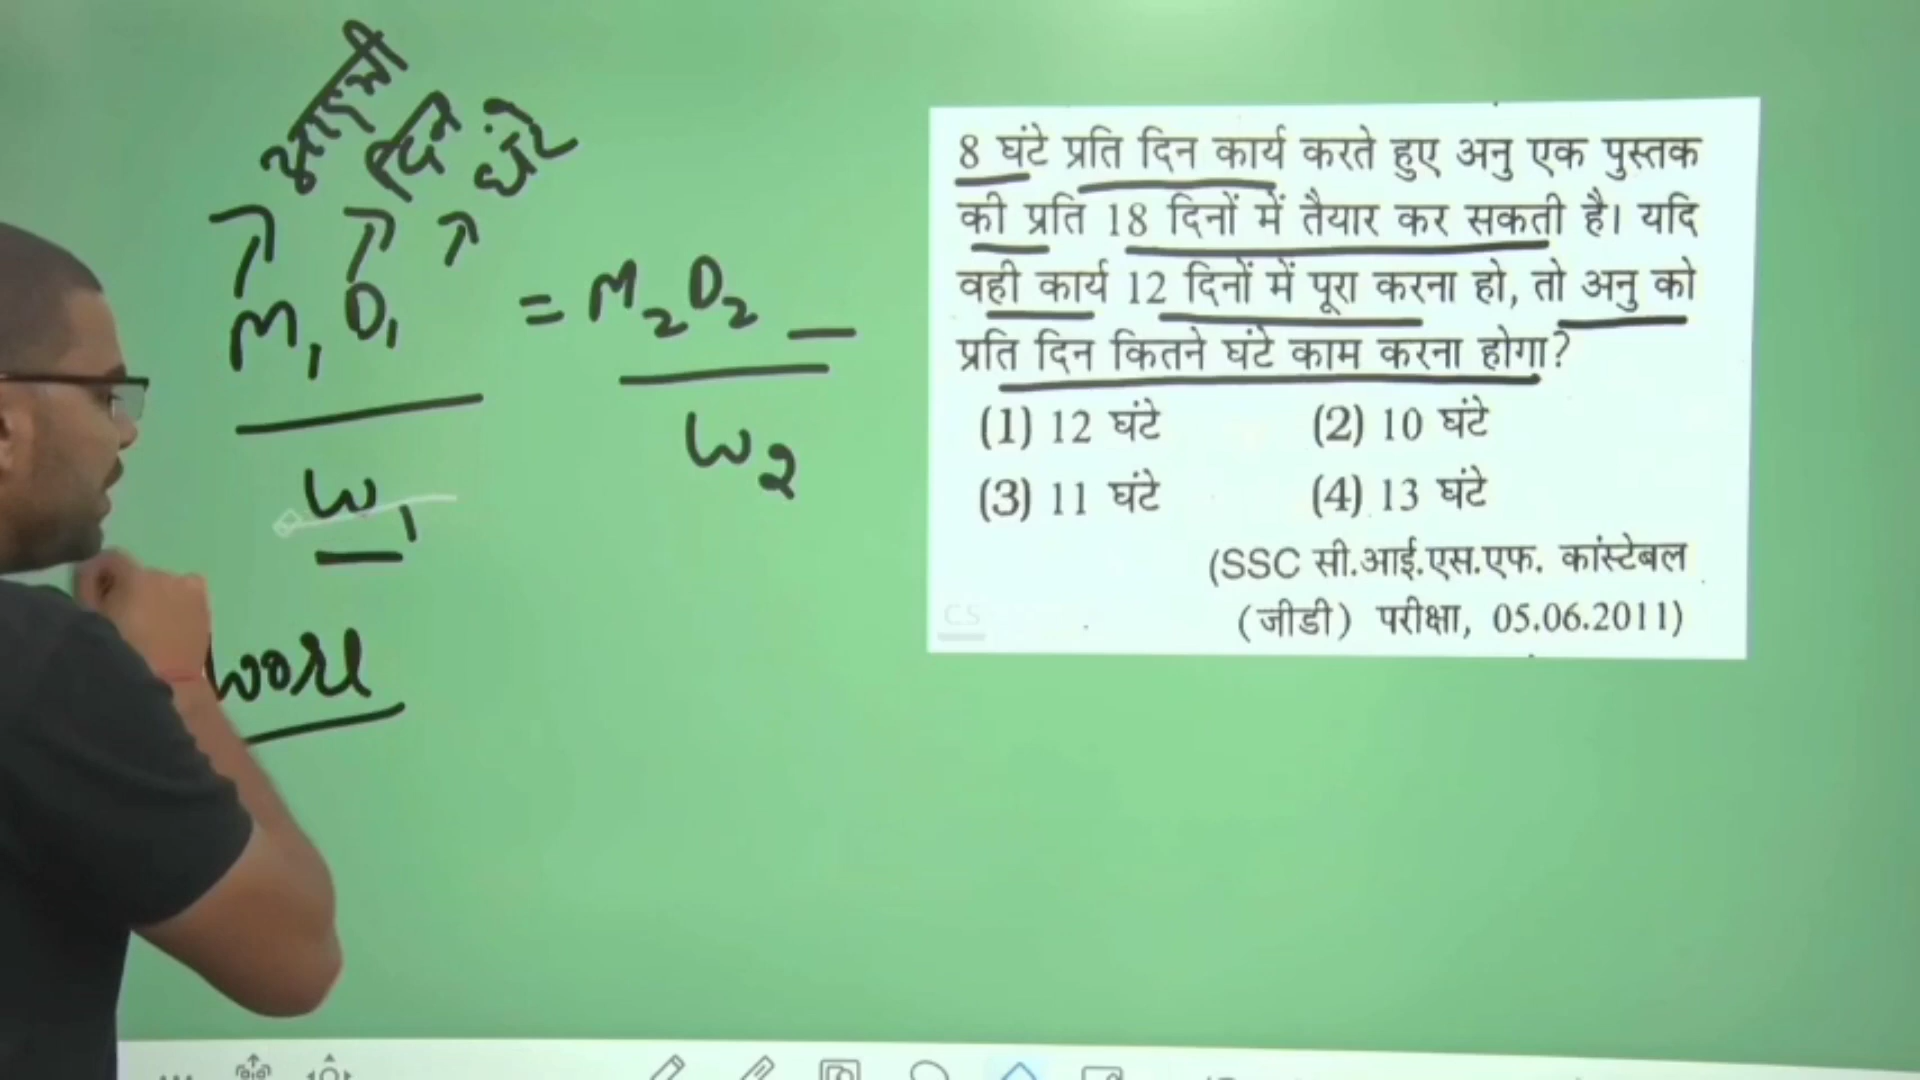 आदमी दिन घंटे
M₁ D₁ = M₂ D₂ __
W₁ W₂
Work
8 घंटे प्रति दिन कार्य करते हुए अनु एक पुस्तक
की प्रति 18 दिनों में तैयार कर सकती है। यदि
वही कार्य 12 दिनों में पूरा करना हो, तो अनु को
प्रति दिन कितने घंटे काम करना होगा?
(1) 12 घंटे (2) 10 घंटे
(3) 11 घंटे (4) 13 घंटे
(SSC सी.आई.एस.एफ. कांस्टेबल
(जीडी) परीक्षा, 05.06.2011)
CS